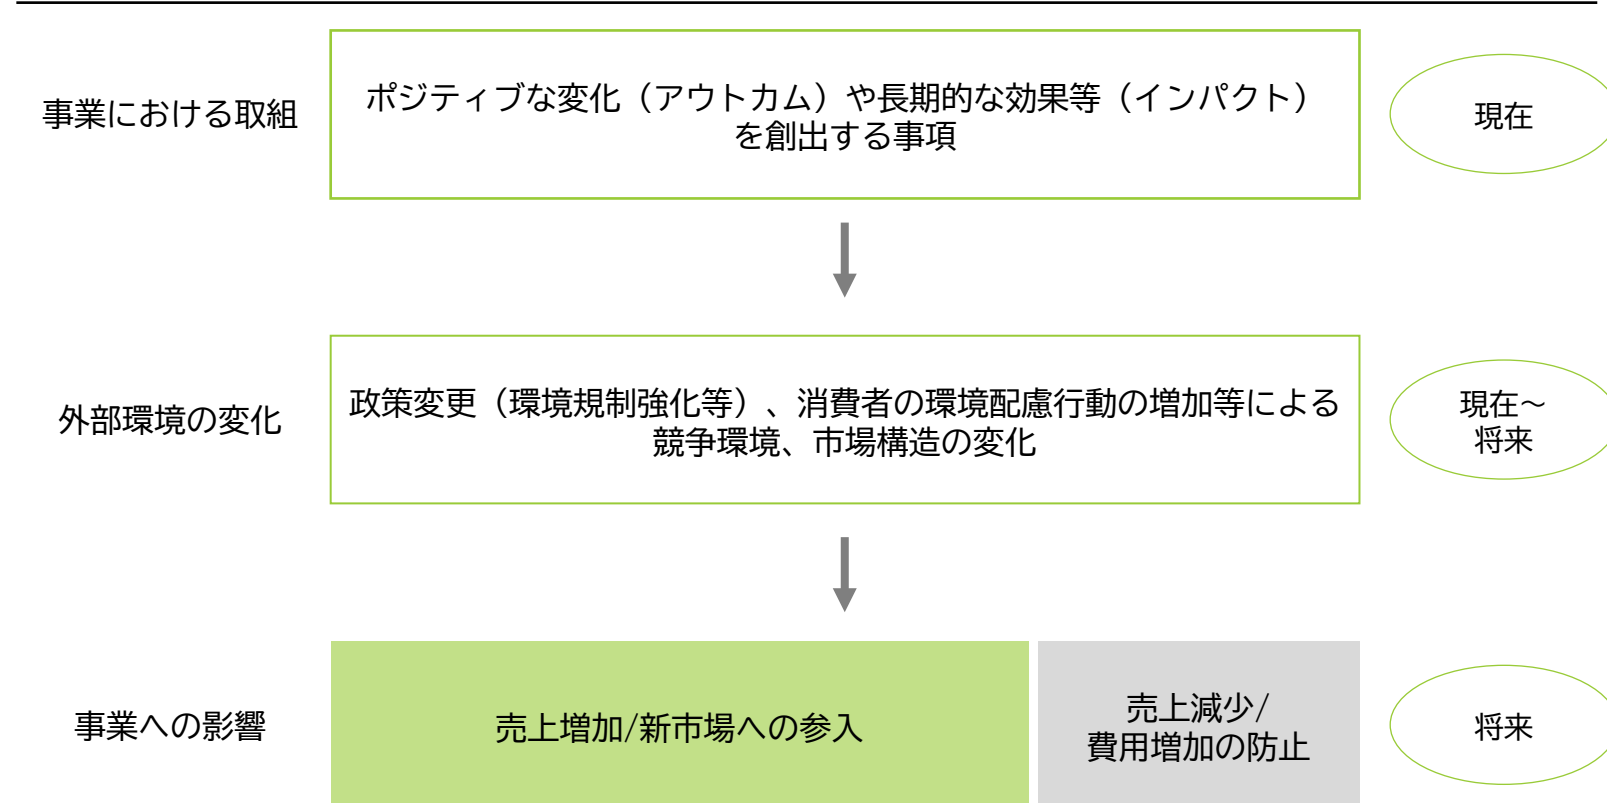 事業における取組
ポジティブな変化（アウトカム）や長期的な効果等（インパクト）
を創出する事項
現在
外部環境の変化
政策変更（環境規制強化等）、消費者の環境配慮行動の増加等による
競争環境、市場構造の変化
現在～
将来
事業への影響
売上増加/新市場への参入
売上減少/
費用増加の防止
将来